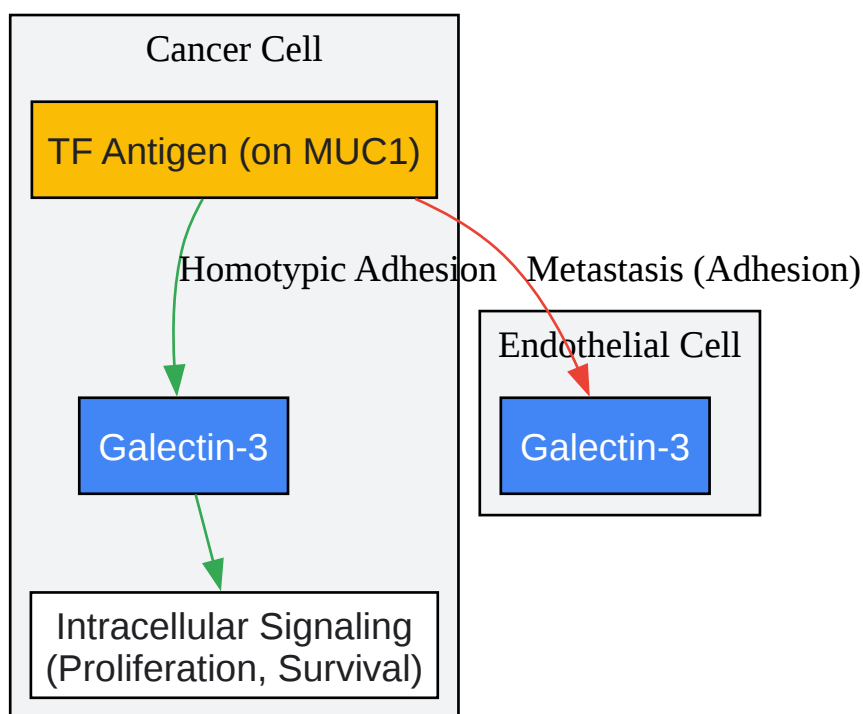 Cancer Cell
TF Antigen (on MUC1)
Homotypic Adhesion
Metastasis (Adhesion)
Endothelial Cell
Galectin-3
Galectin-3
Intracellular Signaling
(Proliferation, Survival)